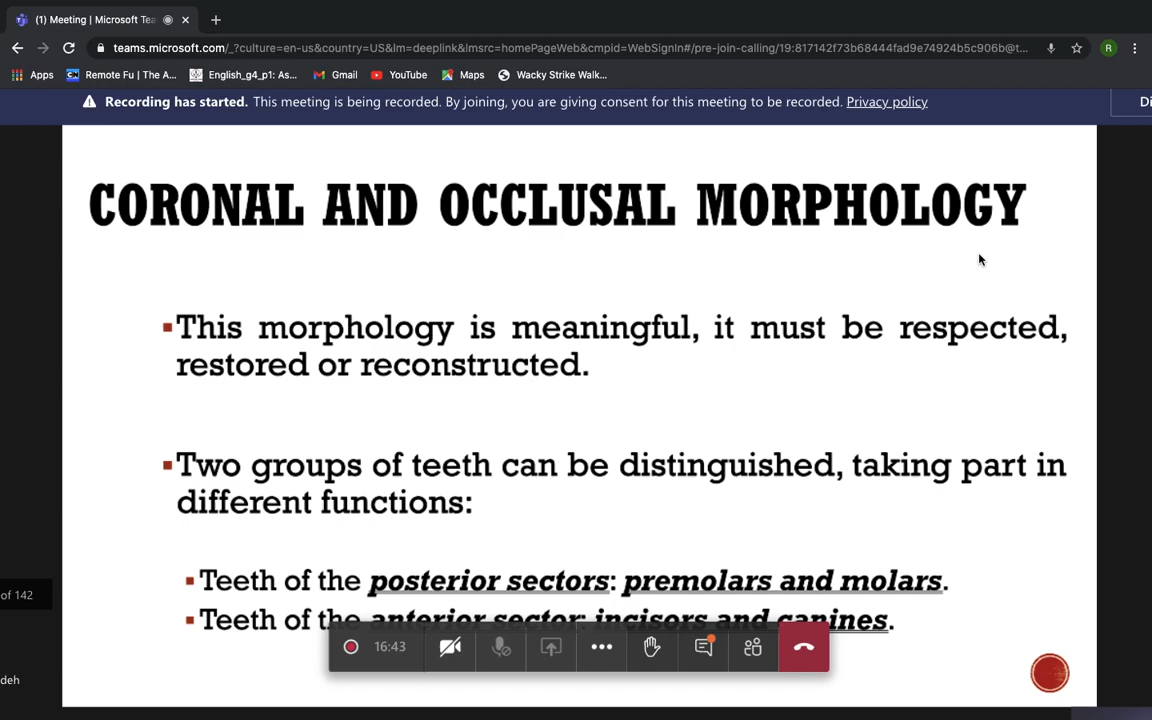 (1) Meeting | Microsoft Tea
teams.microsoft.com/_?culture=en-us&country=US&lm=deeplink&lmsrc=homePageWeb&cmpid=WebSignIn#/pre-join-calling/19:817142f73b68444fad9e74924b5c906b@t...
R
Apps Remote Fu | The A... English_g4_p1: As... Gmail YouTube Maps Wacky Strike Walk...
Recording has started. This meeting is being recorded. By joining, you are giving consent for this meeting to be recorded. Privacy policy
Di
CORONAL AND OCCLUSAL MORPHOLOGY
▪This morphology is meaningful, it must be respected,
restored or reconstructed.
▪Two groups of teeth can be distinguished, taking part in
different functions:
▪Teeth of the posterior sectors: premolars and molars.
of 142
▪Teeth of the anterior sector: incisors and canines.
16:43
deh